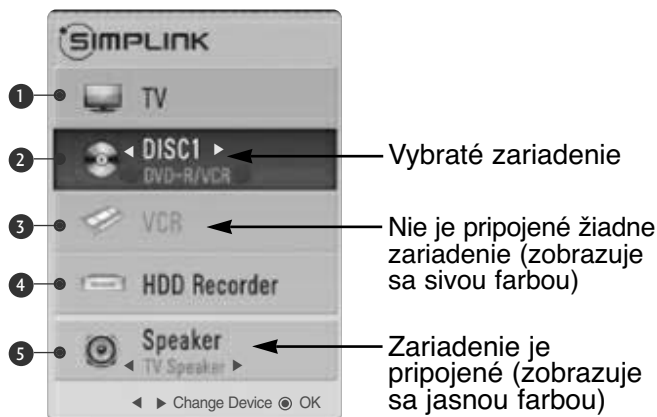 SIMPLINK
1 TV
2 ◄ DISC1 ►
DVD-R/VCR
Vybraté zariadenie
3 VCR
Nie je pripojené žiadne
zariadenie (zobrazuje
sa sivou farbou)
4 HDD Recorder
5 Speaker
◄ TV Speaker ►
Zariadenie je
pripojené (zobrazuje
sa jasnou farbou)
◄ ► Change Device ◉ OK